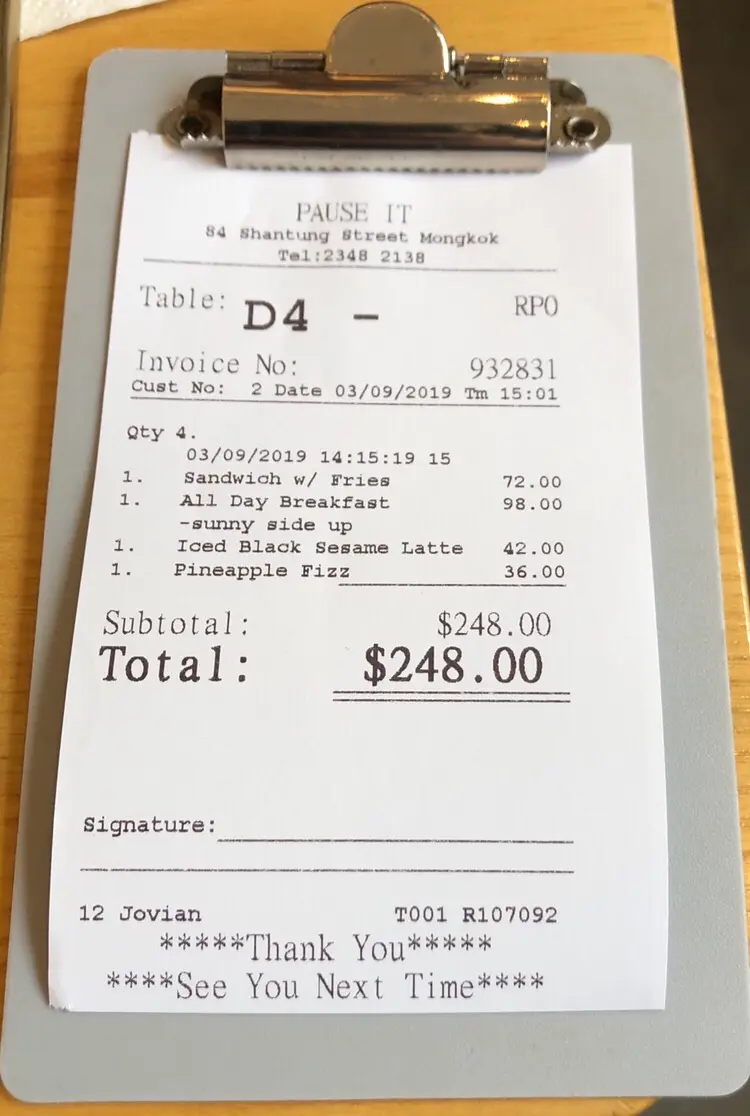 PAUSE IT
84 Shantung Street Mongkok
Tel:2348 2138
Table: D4 - RPO
Invoice No: 932831
Cust No: 2 Date 03/09/2019 Tm 15:01
Qty 4.
03/09/2019 14:15:19 15
1. Sandwich w/ Fries 72.00
1. All Day Breakfast 98.00
-sunny side up
1. Iced Black Sesame Latte 42.00
1. Pineapple Fizz 36.00
Subtotal: $248.00
Total: $248.00
Signature:
12 Jovian T001 R107092
*****Thank You*****
****See You Next Time****